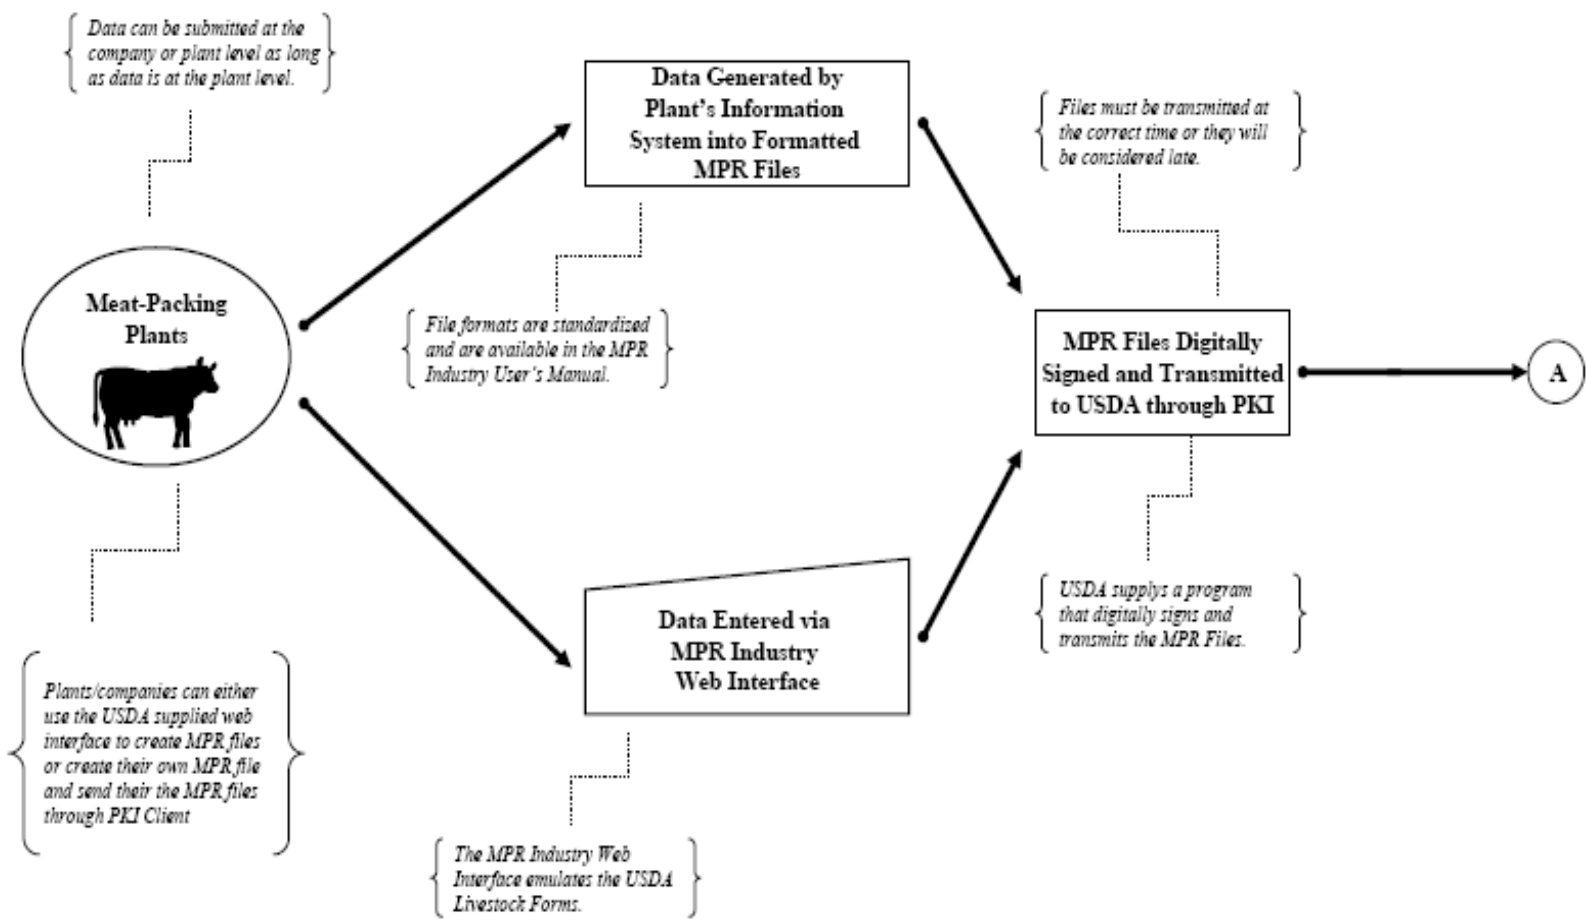 Data can be submitted at the
company or plant level as long
as data is at the plant level.
Data Generated by
Plant's Information
System into Formatted
MPR Files
Files must be transmitted at
the correct time or they will
be considered late.
Meat-Packing
Plants
File formats are standardized
and are available in the MPR
Industry User's Manual.
MPR Files Digitally
Signed and Transmitted
to USDA through PKI
A
Data Entered via
MPR Industry
Web Interface
USDA supplys a program
that digitally signs and
transmits the MPR Files.
Plants/companies can either
use the USDA supplied web
interface to create MPR files
or create their own MPR file
and send their the MPR files
through PKI Client
The MPR Industry Web
Interface emulates the USDA
Livestock Forms.